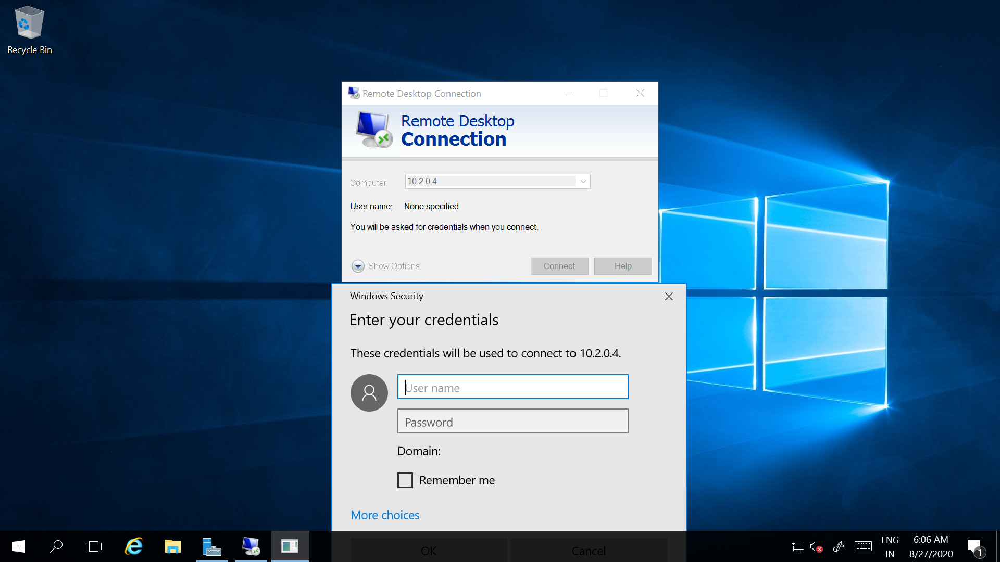 Recycle Bin
Remote Desktop Connection
Remote Desktop
Connection
Computer:
10.2.0.4
User name: None specified
You will be asked for credentials when you connect.
Show Options
Connect
Help
Windows Security
Enter your credentials
These credentials will be used to connect to 10.2.0.4.
User name
Password
Domain:
Remember me
More choices
OK
Cancel
ENG
IN
6:06 AM
8/27/2020
1